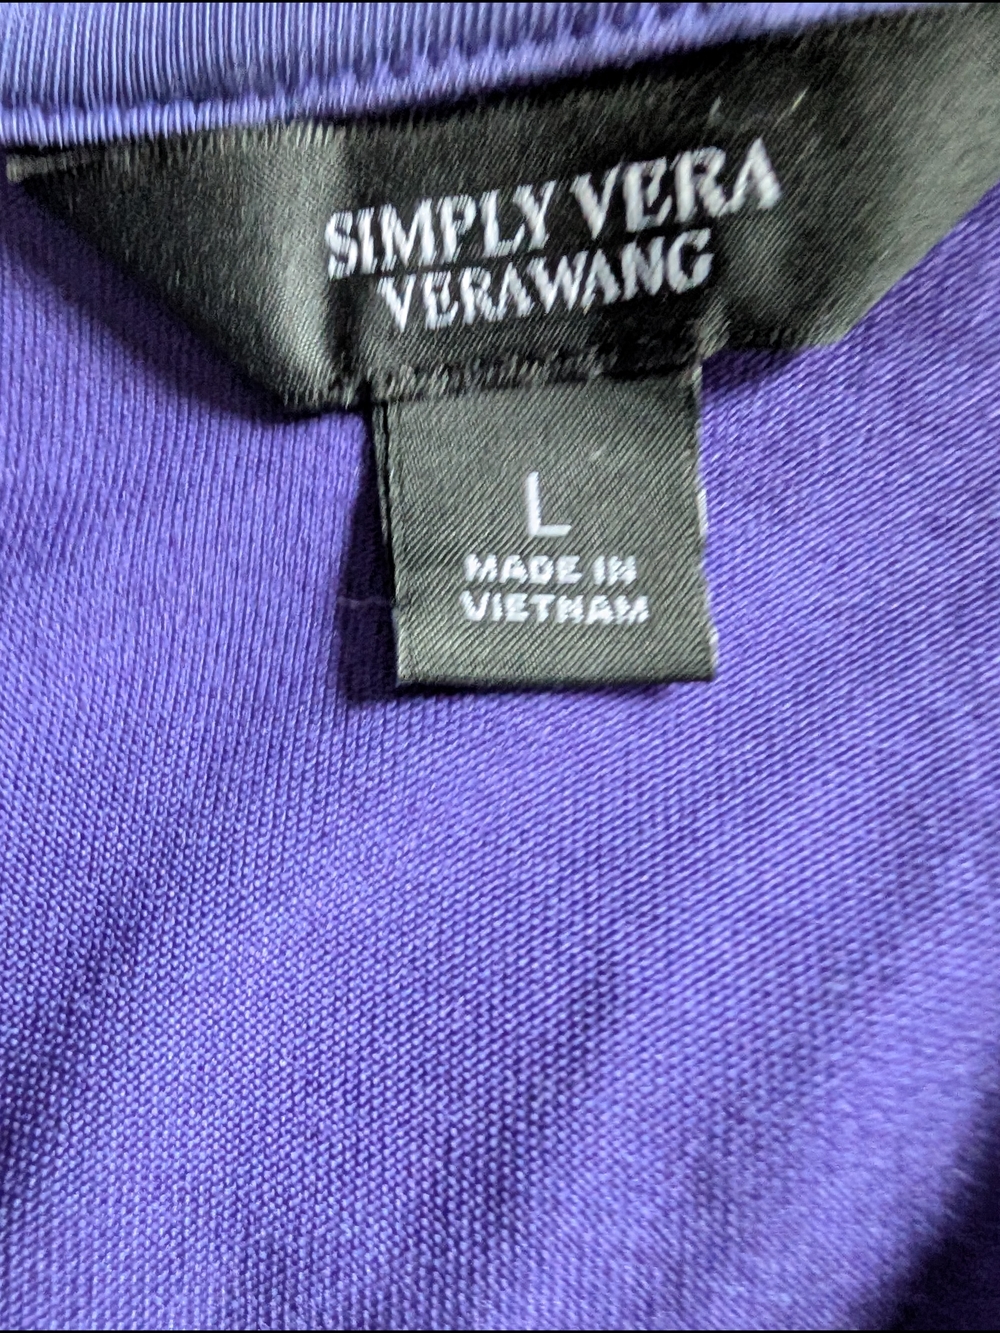 SIMPLY VERA
VERAWANG
L
MADE IN
VIETNAM